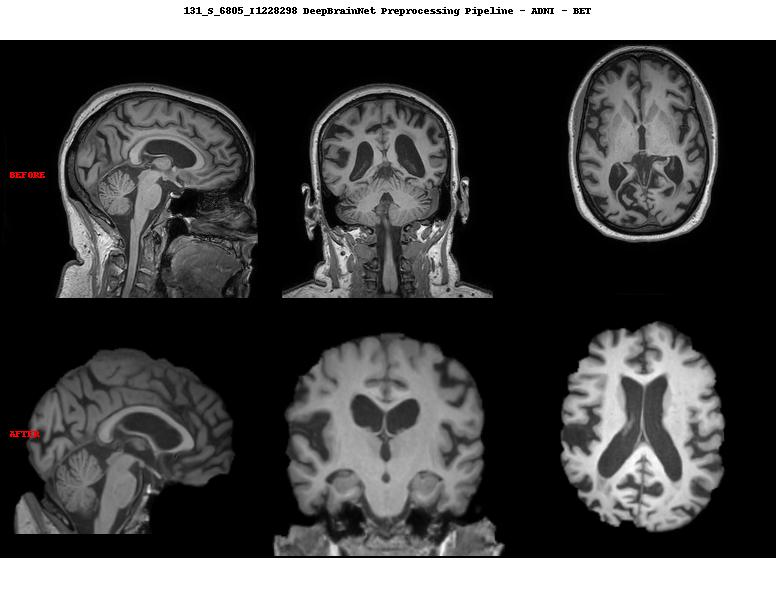 131_S_6805_I1228298 DeepBrainNet Preprocessing Pipeline - ADNI - BET
BEFORE
AFTER